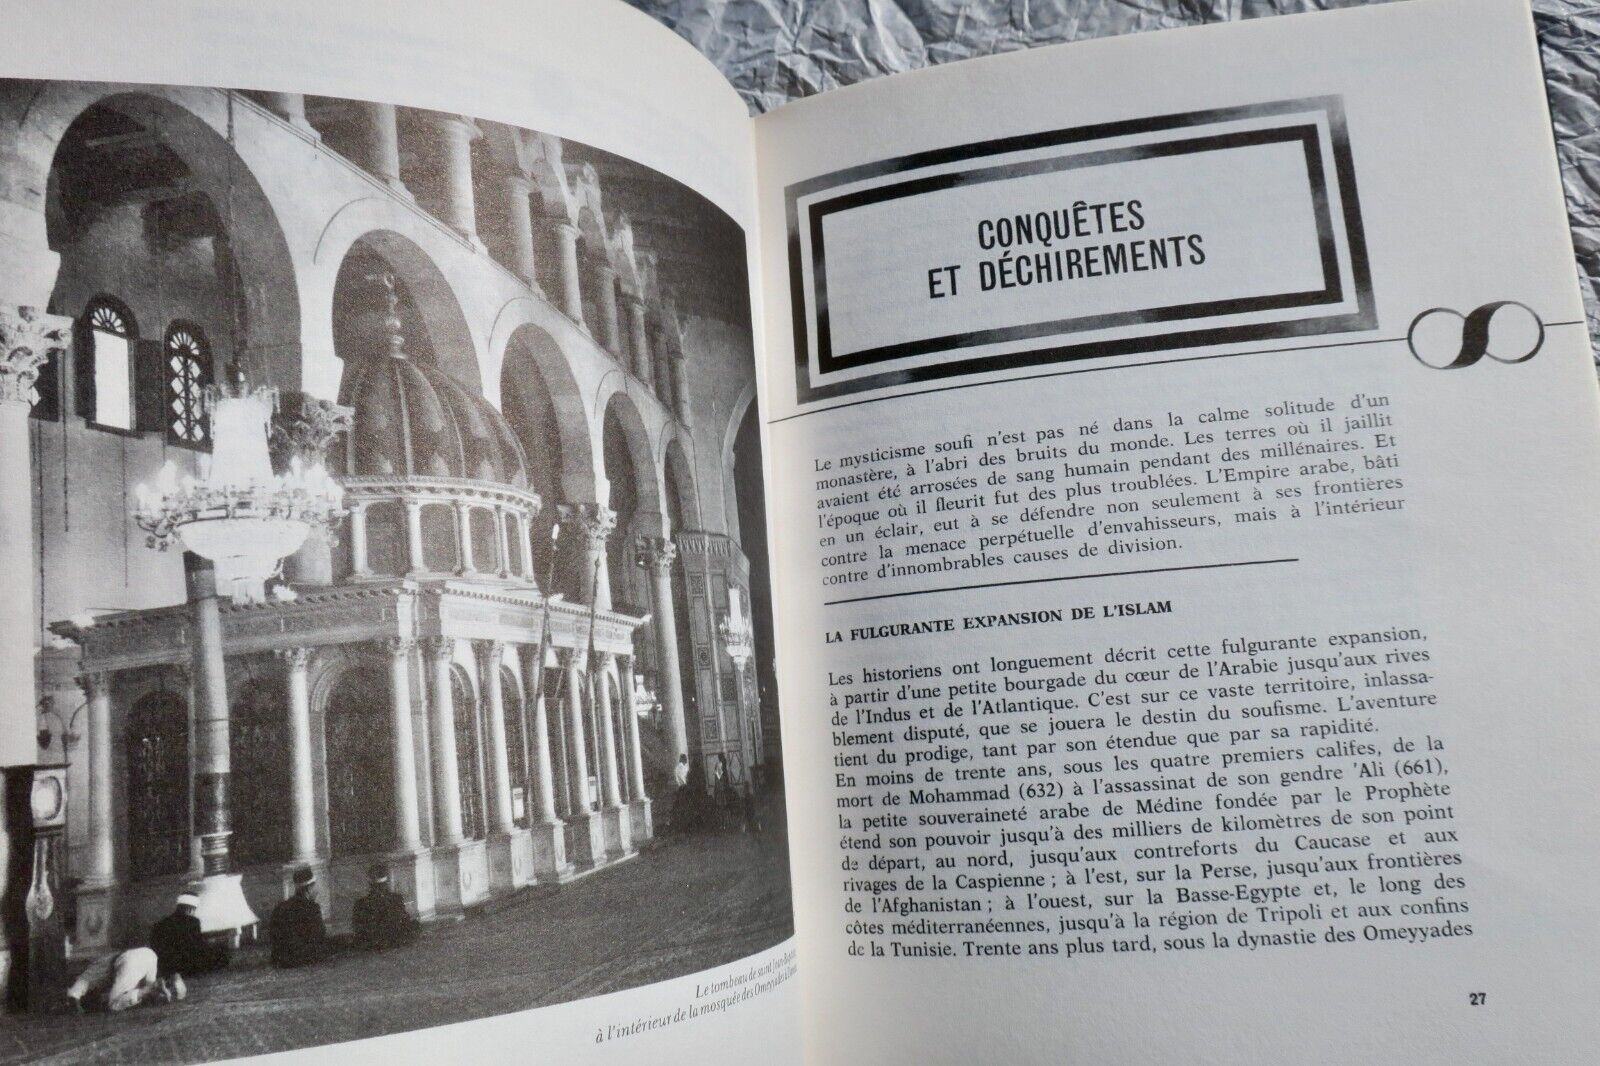 Le tombeau de saint Jean-Baptiste
à l'intérieur de la mosquée des Omeyyades à Damas
CONQUÊTES
ET DÉCHIREMENTS
Le mysticisme soufi n'est pas né dans la calme solitude d'un
monastère, à l'abri des bruits du monde. Les terres où il jaillit
avaient été arrosées de sang humain pendant des millénaires. Et
l'époque où il fleurit fut des plus troublées. L'Empire arabe, bâti
en un éclair, eut à se défendre non seulement à ses frontières
contre la menace perpétuelle d'envahisseurs, mais à l'intérieur
contre d'innombrables causes de division.
LA FULGURANTE EXPANSION DE L'ISLAM
Les historiens ont longuement décrit cette fulgurante expansion,
à partir d'une petite bourgade du cœur de l'Arabie jusqu'aux rives
de l'Indus et de l'Atlantique. C'est sur ce vaste territoire, inlassa-
blement disputé, que se jouera le destin du soufisme. L'aventure
tient du prodige, tant par son étendue que par sa rapidité.
En moins de trente ans, sous les quatre premiers califes, de la
mort de Mohammad (632) à l'assassinat de son gendre 'Ali (661),
la petite souveraineté arabe de Médine fondée par le Prophète
étend son pouvoir jusqu'à des milliers de kilomètres de son point
de départ, au nord, jusqu'aux contreforts du Caucase et aux
rivages de la Caspienne ; à l'est, sur la Perse, jusqu'aux frontières
de l'Afghanistan ; à l'ouest, sur la Basse-Egypte et, le long des
côtes méditerranéennes, jusqu'à la région de Tripoli et aux confins
de la Tunisie. Trente ans plus tard, sous la dynastie des Omeyyades
27